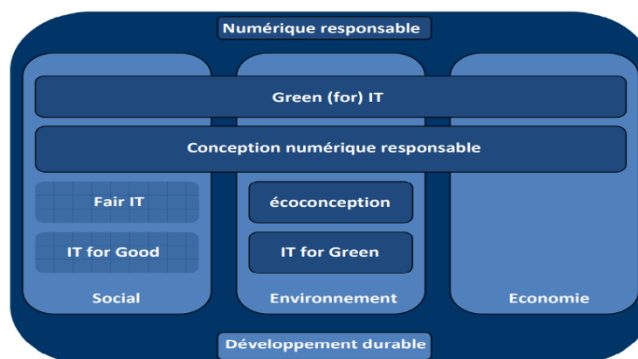 Numérique responsable
Green (for) IT
Conception numérique responsable
Fair IT
écoconception
IT for Good
IT for Green
Social
Environnement
Economie
Développement durable